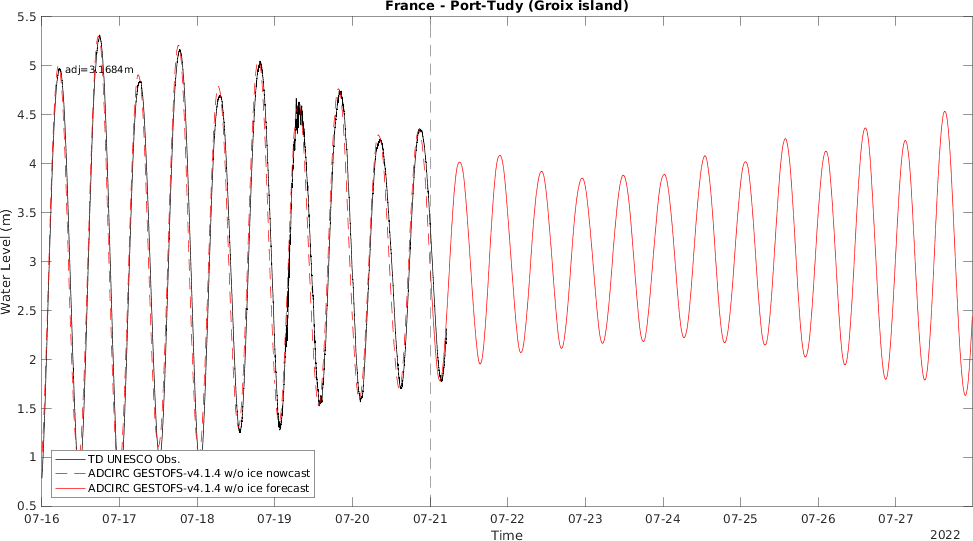 France - Port-Tudy (Groix island)
5.5
5
4.5
4
3.5
3
2.5
2
1.5
1
0.5
Water Level (m)
adj=3.1684m
TD UNESCO Obs.
ADCIRC GESTOFS-v4.1.4 w/o ice nowcast
ADCIRC GESTOFS-v4.1.4 w/o ice forecast
07-16 07-17 07-18 07-19 07-20 07-21 07-22 07-23 07-24 07-25 07-26 07-27
Time
2022